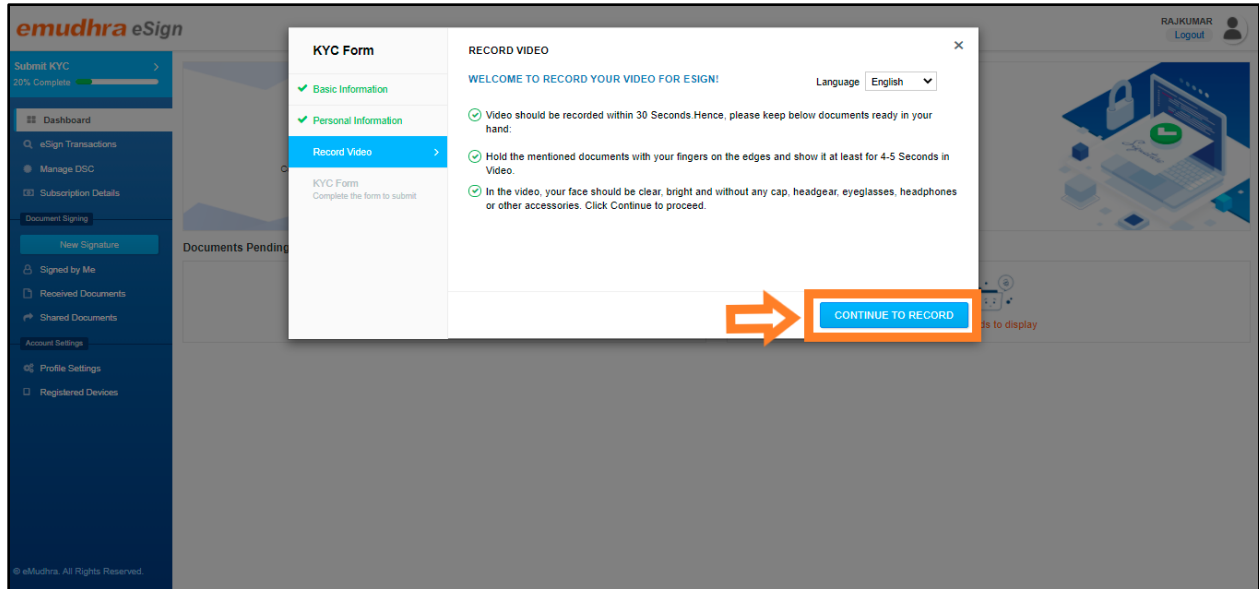 emudhra eSign
RAJKUMAR
Logout
Submit KYC
20% Complete
Dashboard
eSign Transactions
Manage DSC
Subscription Details
Document Signing
New Signature
Signed by Me
Received Documents
Shared Documents
Account Settings
Profile Settings
Registered Devices
© eMudhra. All Rights Reserved.
Documents Pending
KYC Form
Basic Information
Personal Information
Record Video
KYC Form
Complete the form to submit
RECORD VIDEO
WELCOME TO RECORD YOUR VIDEO FOR ESIGN!
Language English
Video should be recorded within 30 Seconds.Hence, please keep below documents ready in your
hand:
Hold the mentioned documents with your fingers on the edges and show it at least for 4-5 Seconds in
Video.
In the video, your face should be clear, bright and without any cap, headgear, eyeglasses, headphones
or other accessories. Click Continue to proceed.
CONTINUE TO RECORD
ds to display